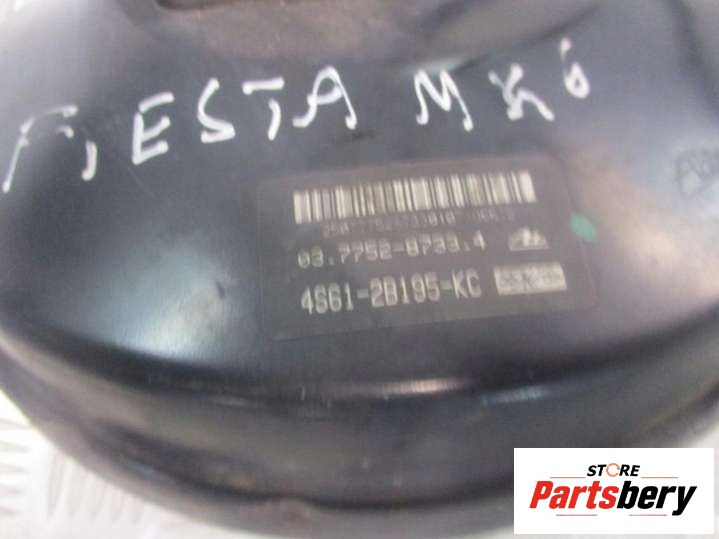 FIESTA MK6
03.7752-8733.4
4S61-2B195-KC
STORE
Partsbery